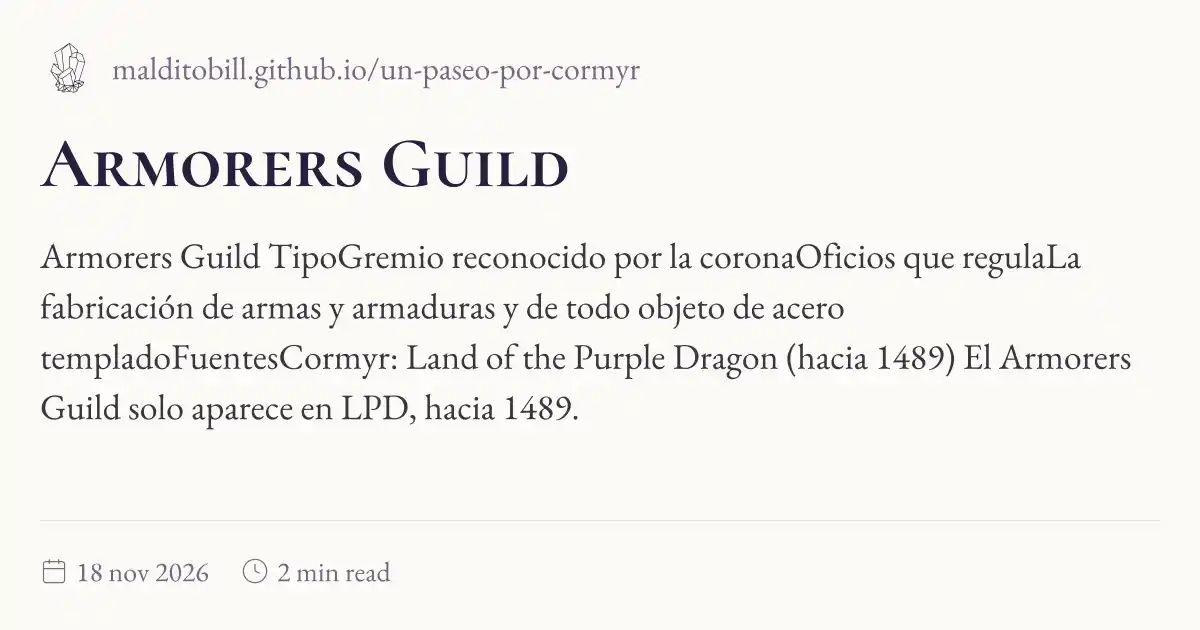 malditobill.github.io/un-paseo-por-cormyr
Armorers Guild
Armorers Guild TipoGremio reconocido por la coronaOficios que regulaLa
fabricación de armas y armaduras y de todo objeto de acero
templadoFuentesCormyr: Land of the Purple Dragon (hacia 1489) El Armorers
Guild solo aparece en LPD, hacia 1489.
18 nov 2026
2 min read